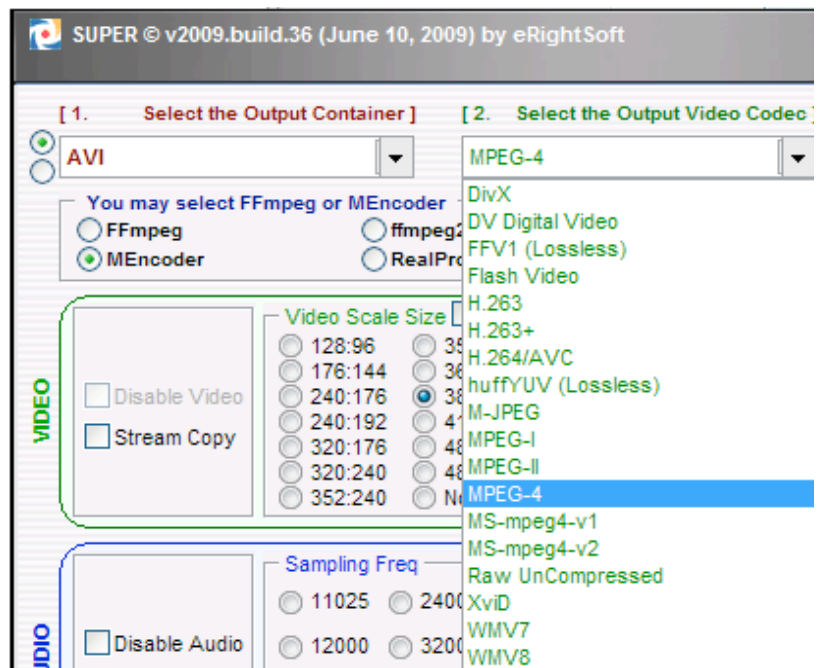 SUPER © v2009.build.36 (June 10, 2009) by eRightSoft
[ 1. Select the Output Container ]
[ 2. Select the Output Video Codec ]
AVI
MPEG-4
You may select FFmpeg or MEncoder
FFmpeg
MEncoder
DivX
DV Digital Video
FFV1 (Lossless)
Flash Video
H.263
H.263+
H.264/AVC
huffYUV (Lossless)
M-JPEG
MPEG-I
MPEG-II
MPEG-4
MS-mpeg4-v1
MS-mpeg4-v2
Raw UnCompressed
XviD
WMV7
WMV8
VIDEO
Disable Video
Stream Copy
Video Scale Size
128:96
176:144
240:176
240:192
320:176
320:240
352:240
Disable Audio
Sampling Freq
11025
12000